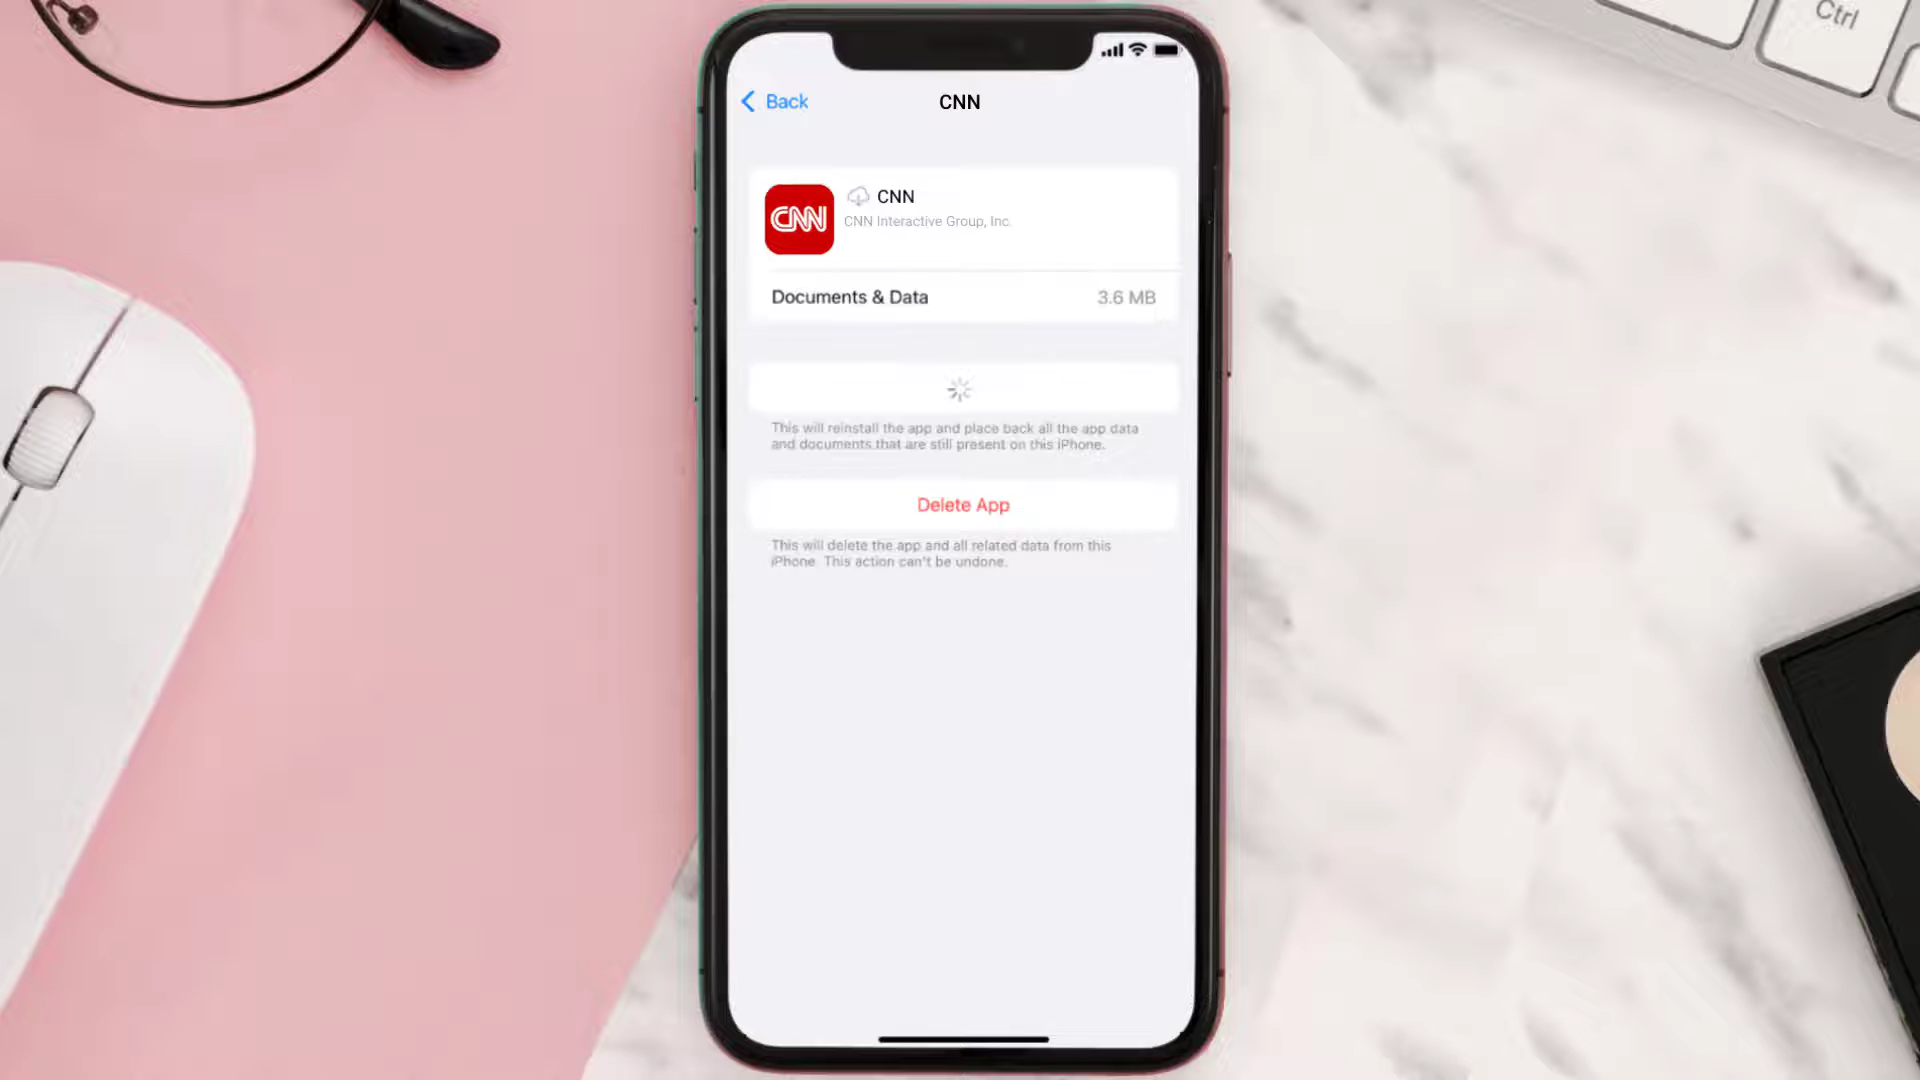 Ctrl
Back
CNN
CNN
CNN
CNN Interactive Group, Inc.
Documents & Data
3.6 MB
This will reinstall the app and place back all the app data
and documents that are still present on this iPhone.
Delete App
This will delete the app and all related data from this
iPhone. This action can't be undone.